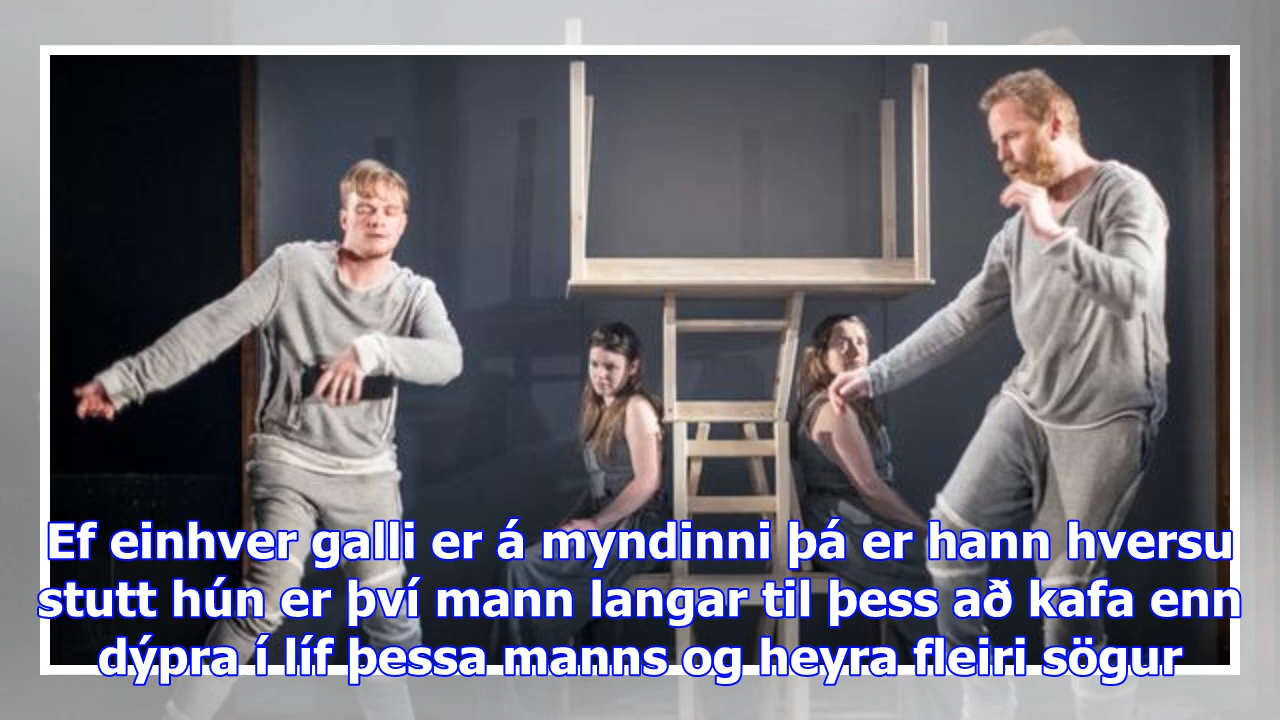 Ef einhver galli er á myndinni þá er hann hversu
stutt hún er því mann langar til þess að kafa enn
dýpra í líf þessa manns og heyra fleiri sögur